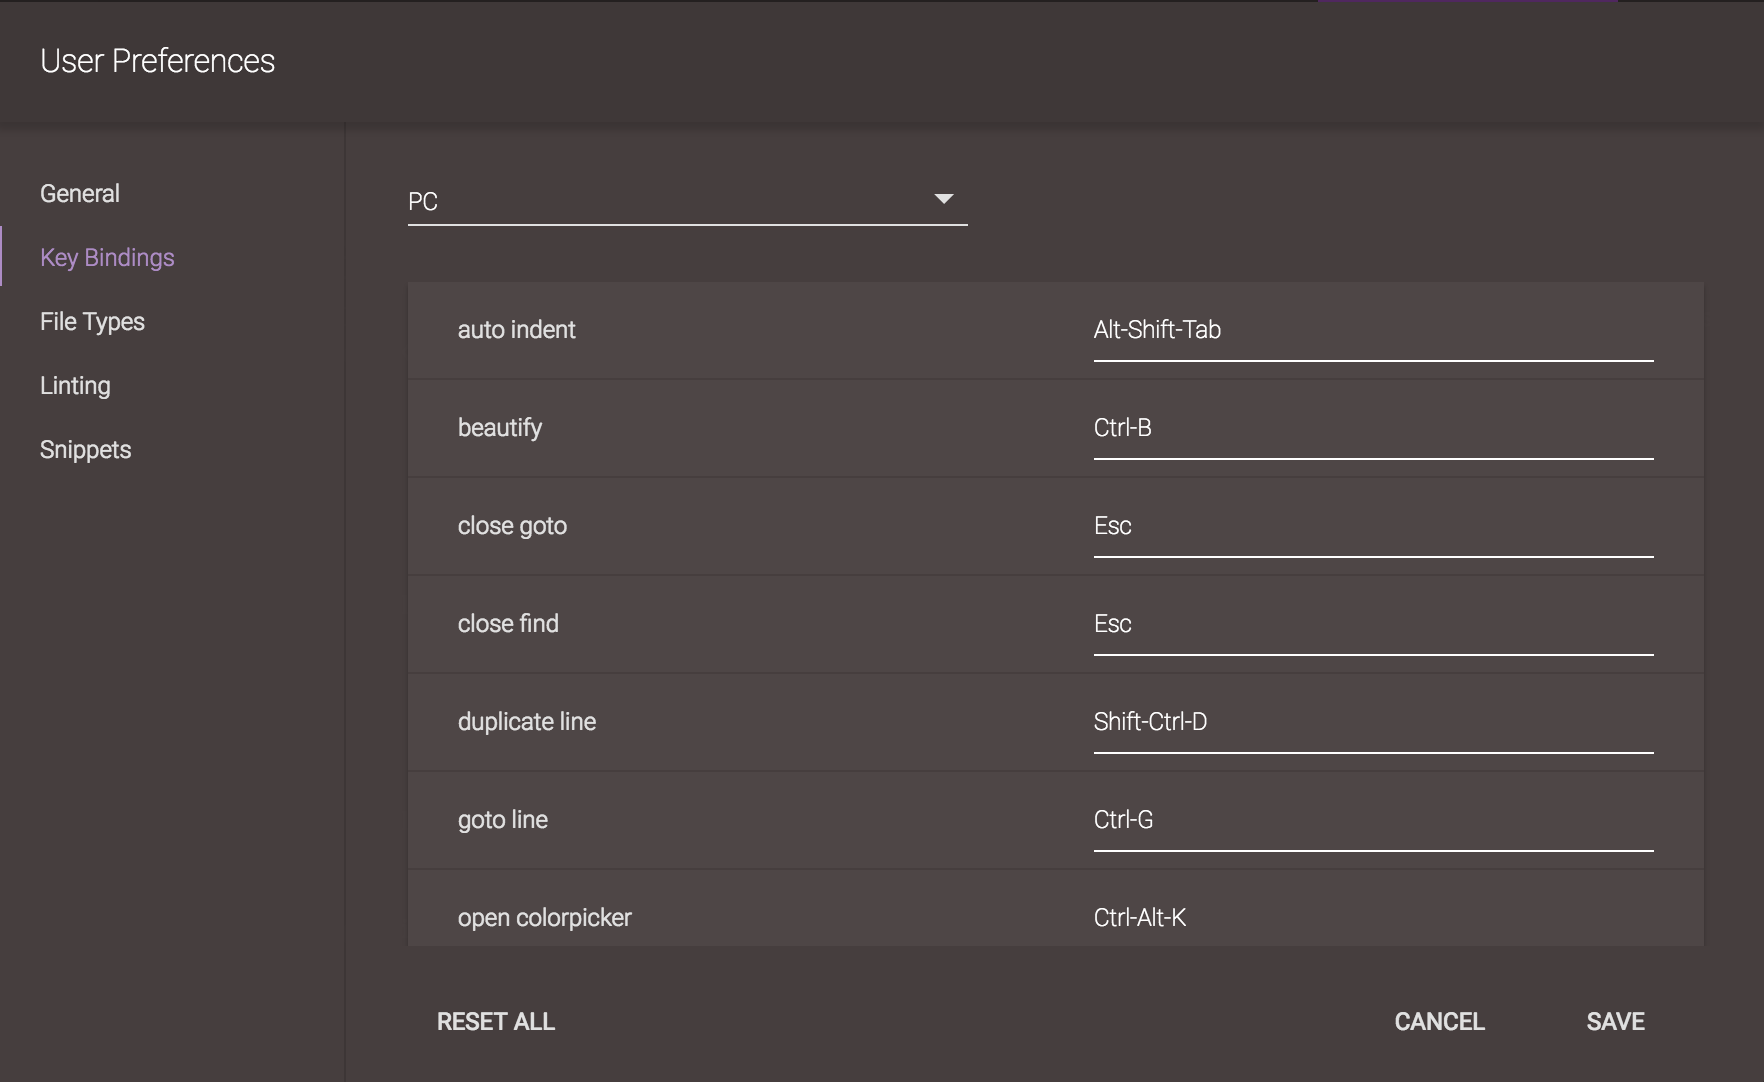 User Preferences
General
Key Bindings
File Types
Linting
Snippets
PC
auto indent Alt-Shift-Tab
beautify Ctrl-B
close goto Esc
close find Esc
duplicate line Shift-Ctrl-D
goto line Ctrl-G
open colorpicker Ctrl-Alt-K
RESET ALL CANCEL SAVE